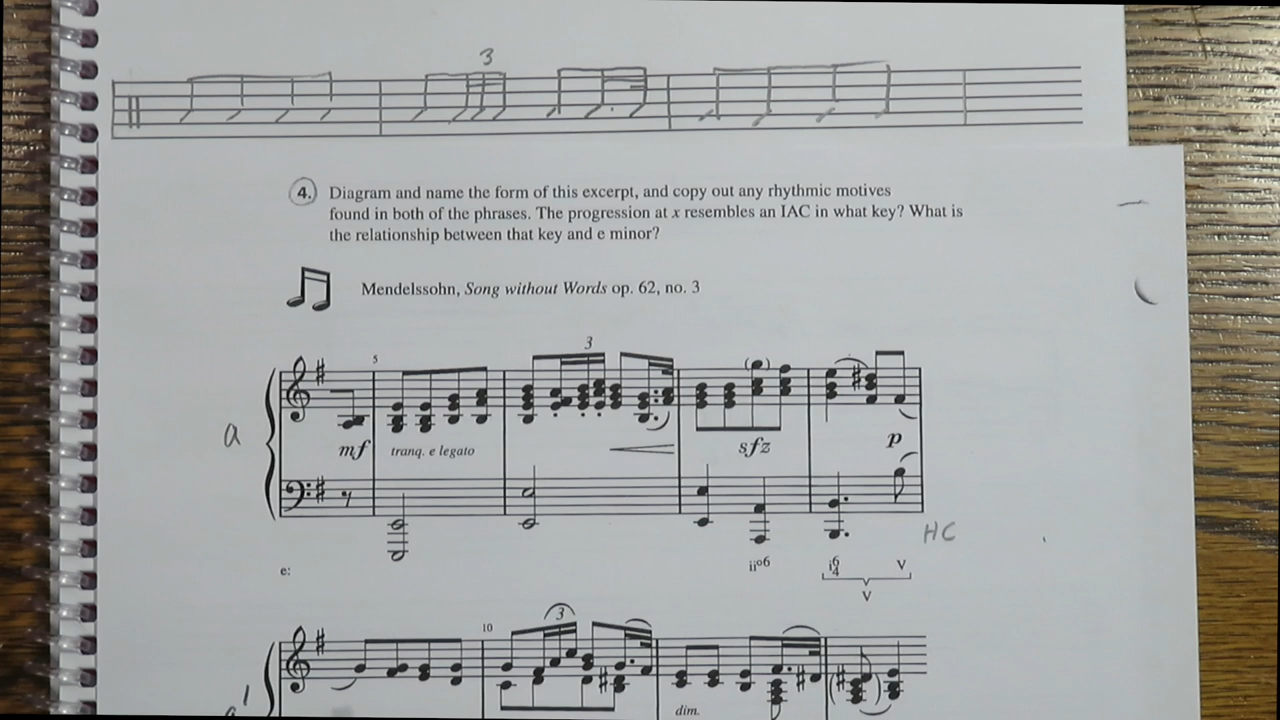 3
4. Diagram and name the form of this excerpt, and copy out any rhythmic motives
found in both of the phrases. The progression at x resembles an IAC in what key? What is
the relationship between that key and e minor?
Mendelssohn, Song without Words op. 62, no. 3
5
3
a
mf
tranq. e legato
sfz
p
HC
e:
ii°6
i6/4
V
V
10
3
a'
dim.